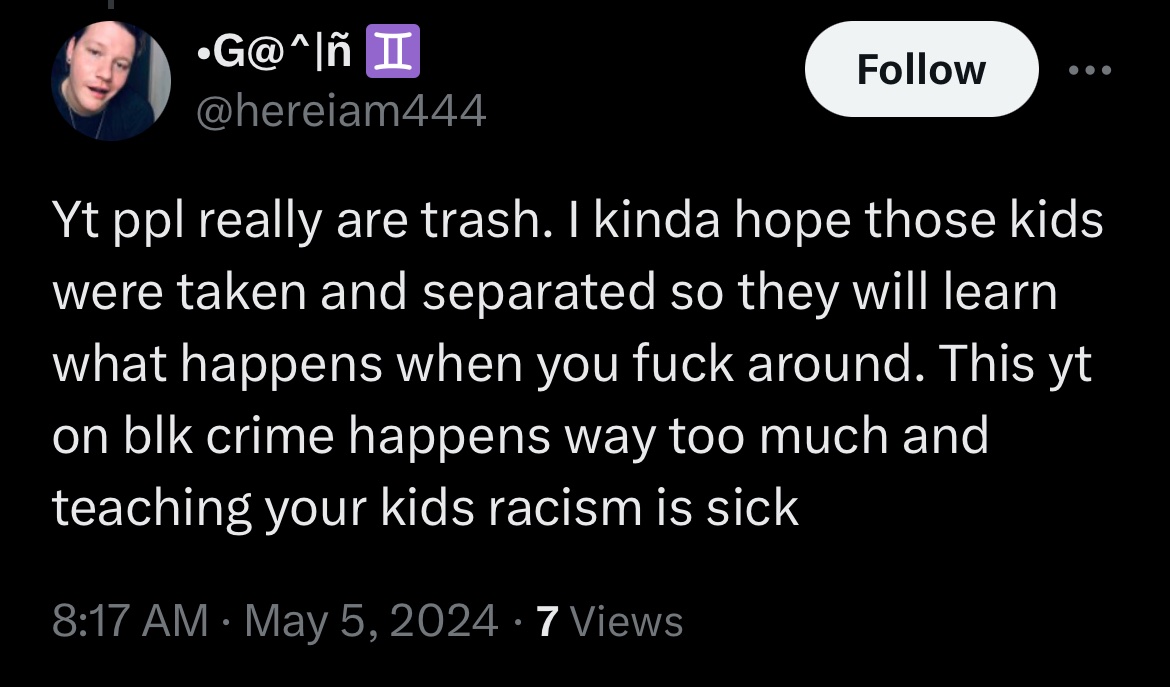 •G@^|ñ ♊
Follow
@hereiam444
Yt ppl really are trash. I kinda hope those kids
were taken and separated so they will learn
what happens when you fuck around. This yt
on blk crime happens way too much and
teaching your kids racism is sick
8:17 AM · May 5, 2024 · 7 Views